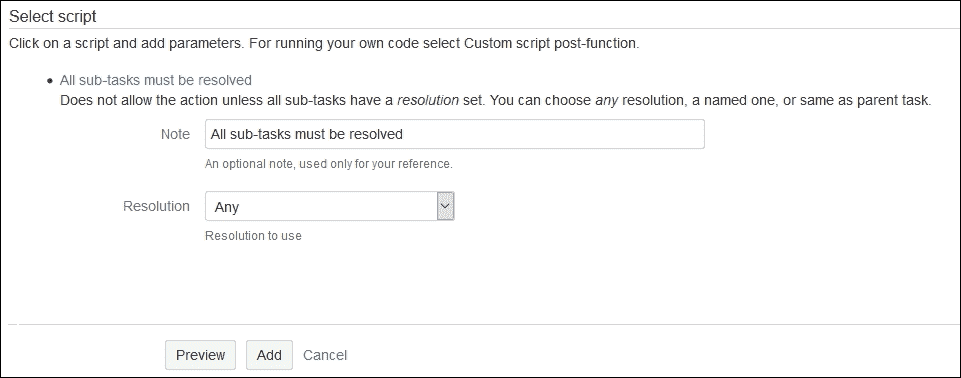 Select script
Click on a script and add parameters. For running your own code select Custom script post-function.
• All sub-tasks must be resolved
Does not allow the action unless all sub-tasks have a resolution set. You can choose any resolution, a named one, or same as parent task.
Note All sub-tasks must be resolved
An optional note, used only for your reference.
Resolution Any
Resolution to use
Preview Add Cancel